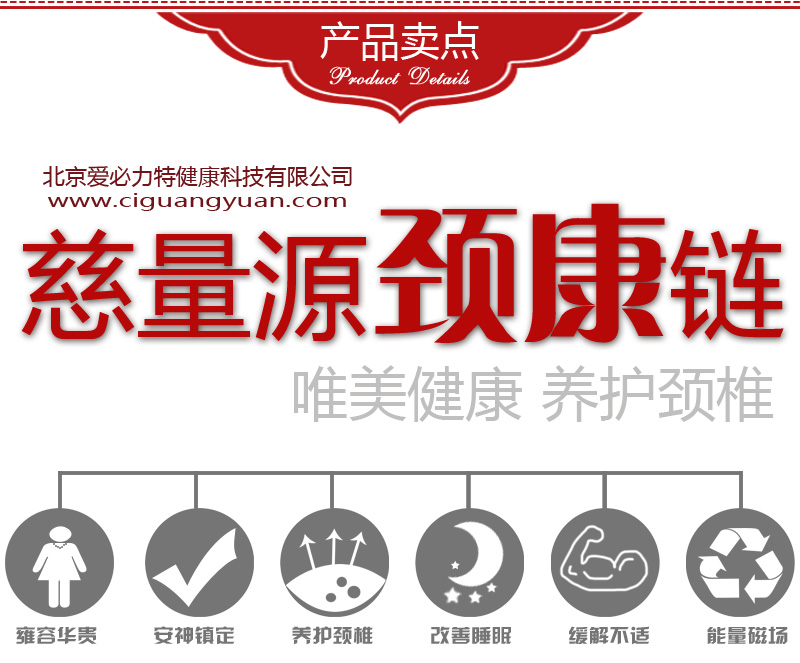 产品卖点
Product Details
北京爱必力特健康科技有限公司
www.ciguangyuan.com
慈量源颈康链
唯美健康 养护颈椎
雍容华贵 安神镇定 养护颈椎 改善睡眠 缓解不适 能量磁场